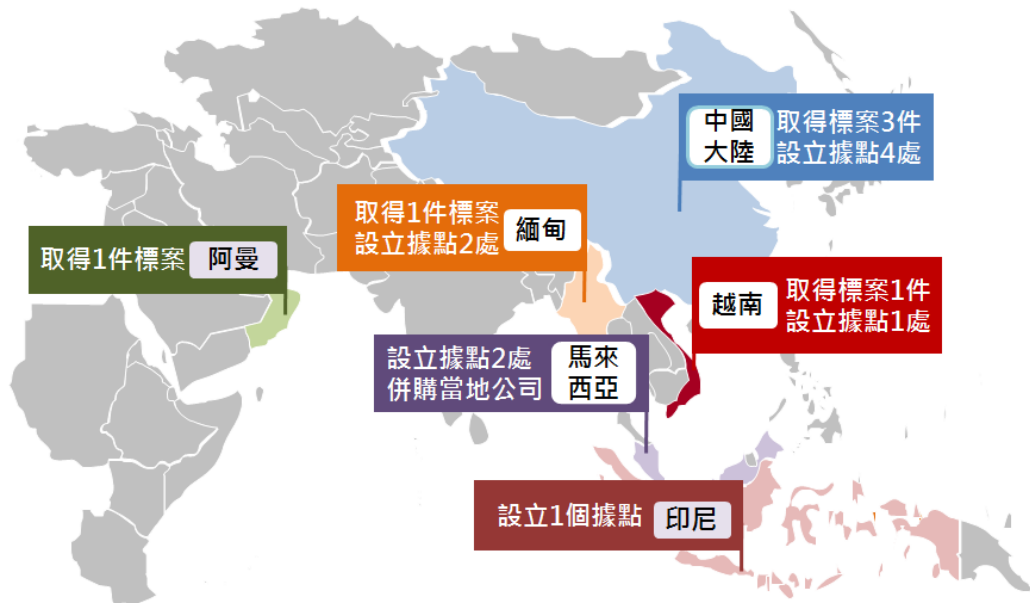 中國
大陸
取得標案3件
設立據點4處
取得1件標案
設立據點2處
緬甸
取得1件標案
阿曼
越南
取得標案1件
設立據點1處
設立據點2處
併購當地公司
馬來
西亞
設立1個據點
印尼